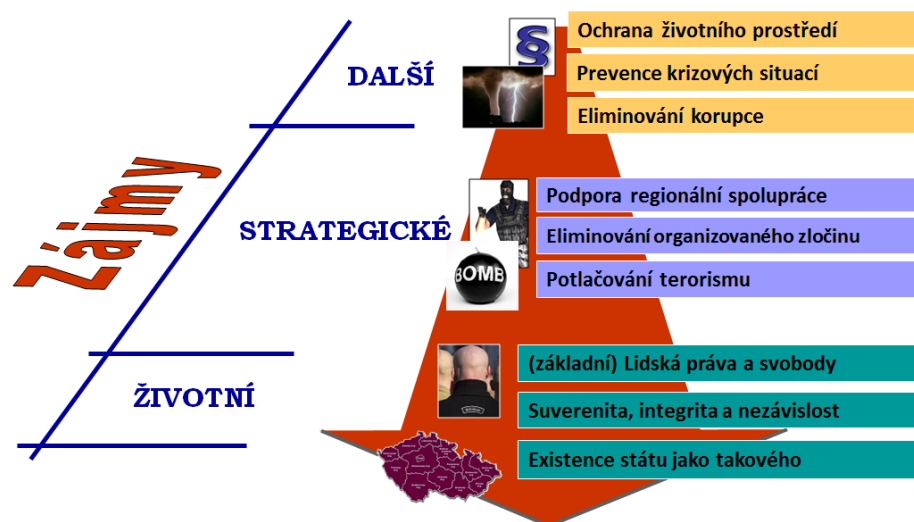 Zájmy
DALŠÍ
§
Ochrana životního prostředí
Prevence krizových situací
Eliminování korupce
STRATEGICKÉ
Podpora regionální spolupráce
Eliminování organizovaného zločinu
BOMB
Potlačování terorismu
ŽIVOTNÍ
(základní) Lidská práva a svobody
Suverenita, integrita a nezávislost
Existence státu jako takového